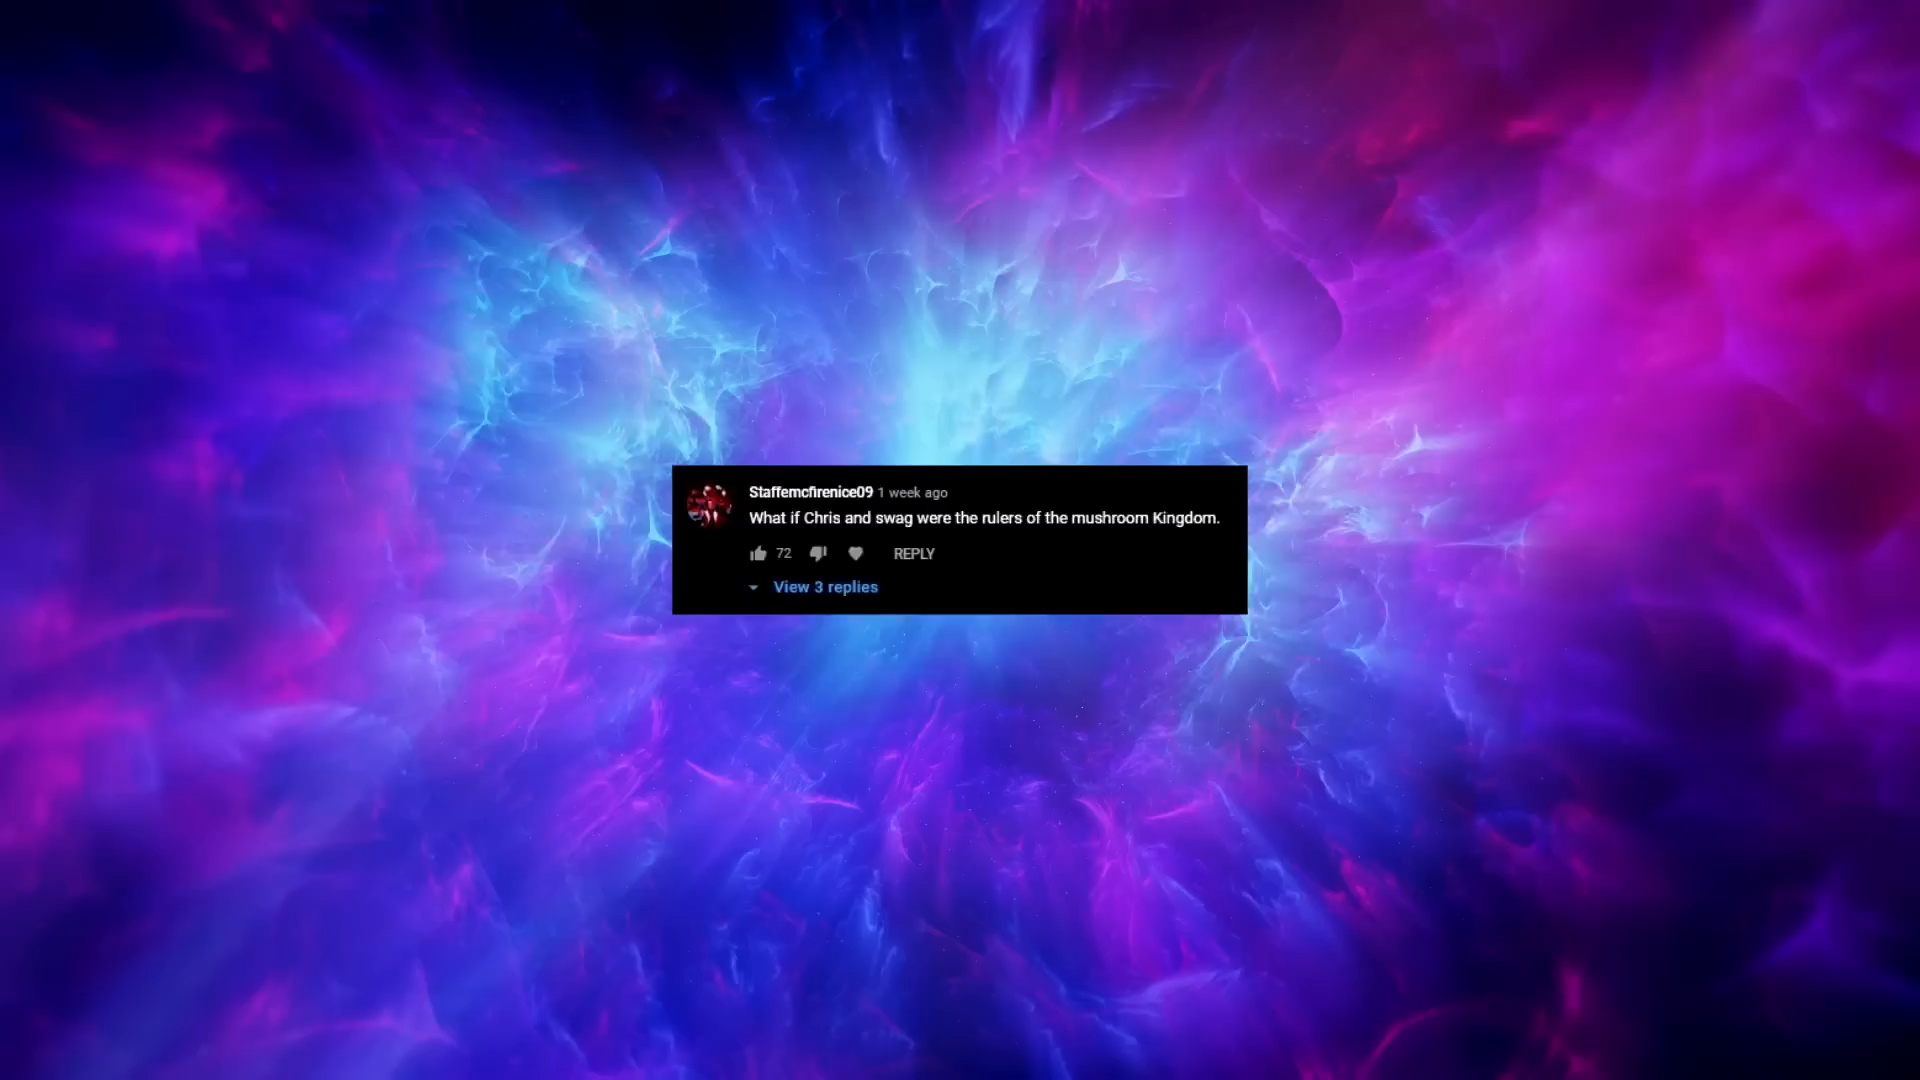 Staffemcfirenice09 1 week ago
What if Chris and swag were the rulers of the mushroom Kingdom.
72 REPLY
View 3 replies